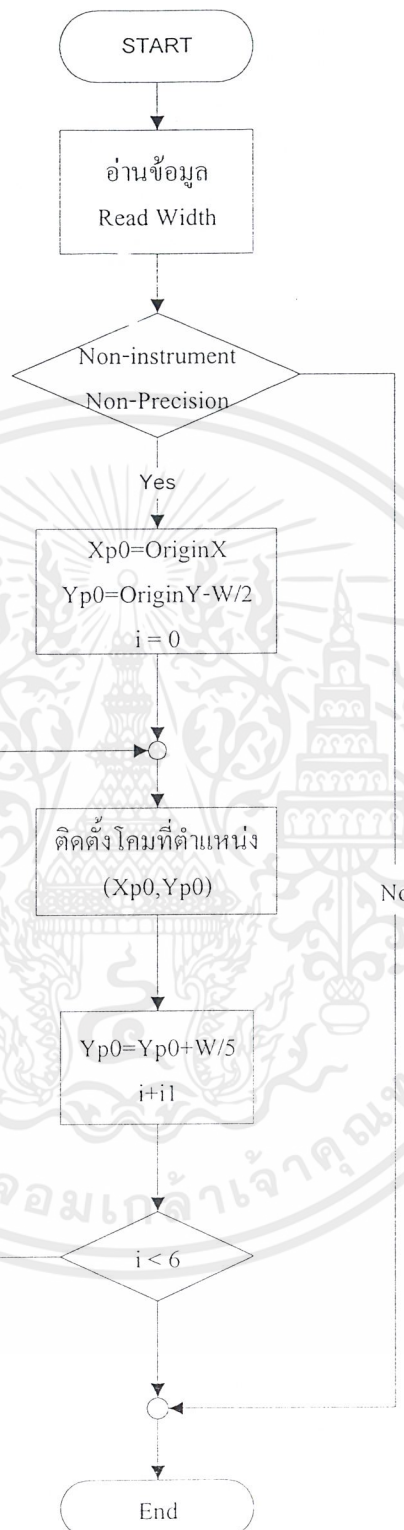 START
อ่านข้อมูล
Read Width
Non-instrument
Non-Precision
Yes
Xp0=OriginX
Yp0=OriginY-W/2
i = 0
ติดตั้งโคมที่ตำแหน่ง
(Xp0,Yp0)
No
Yp0=Yp0+W/5
i+i1
i < 6
End